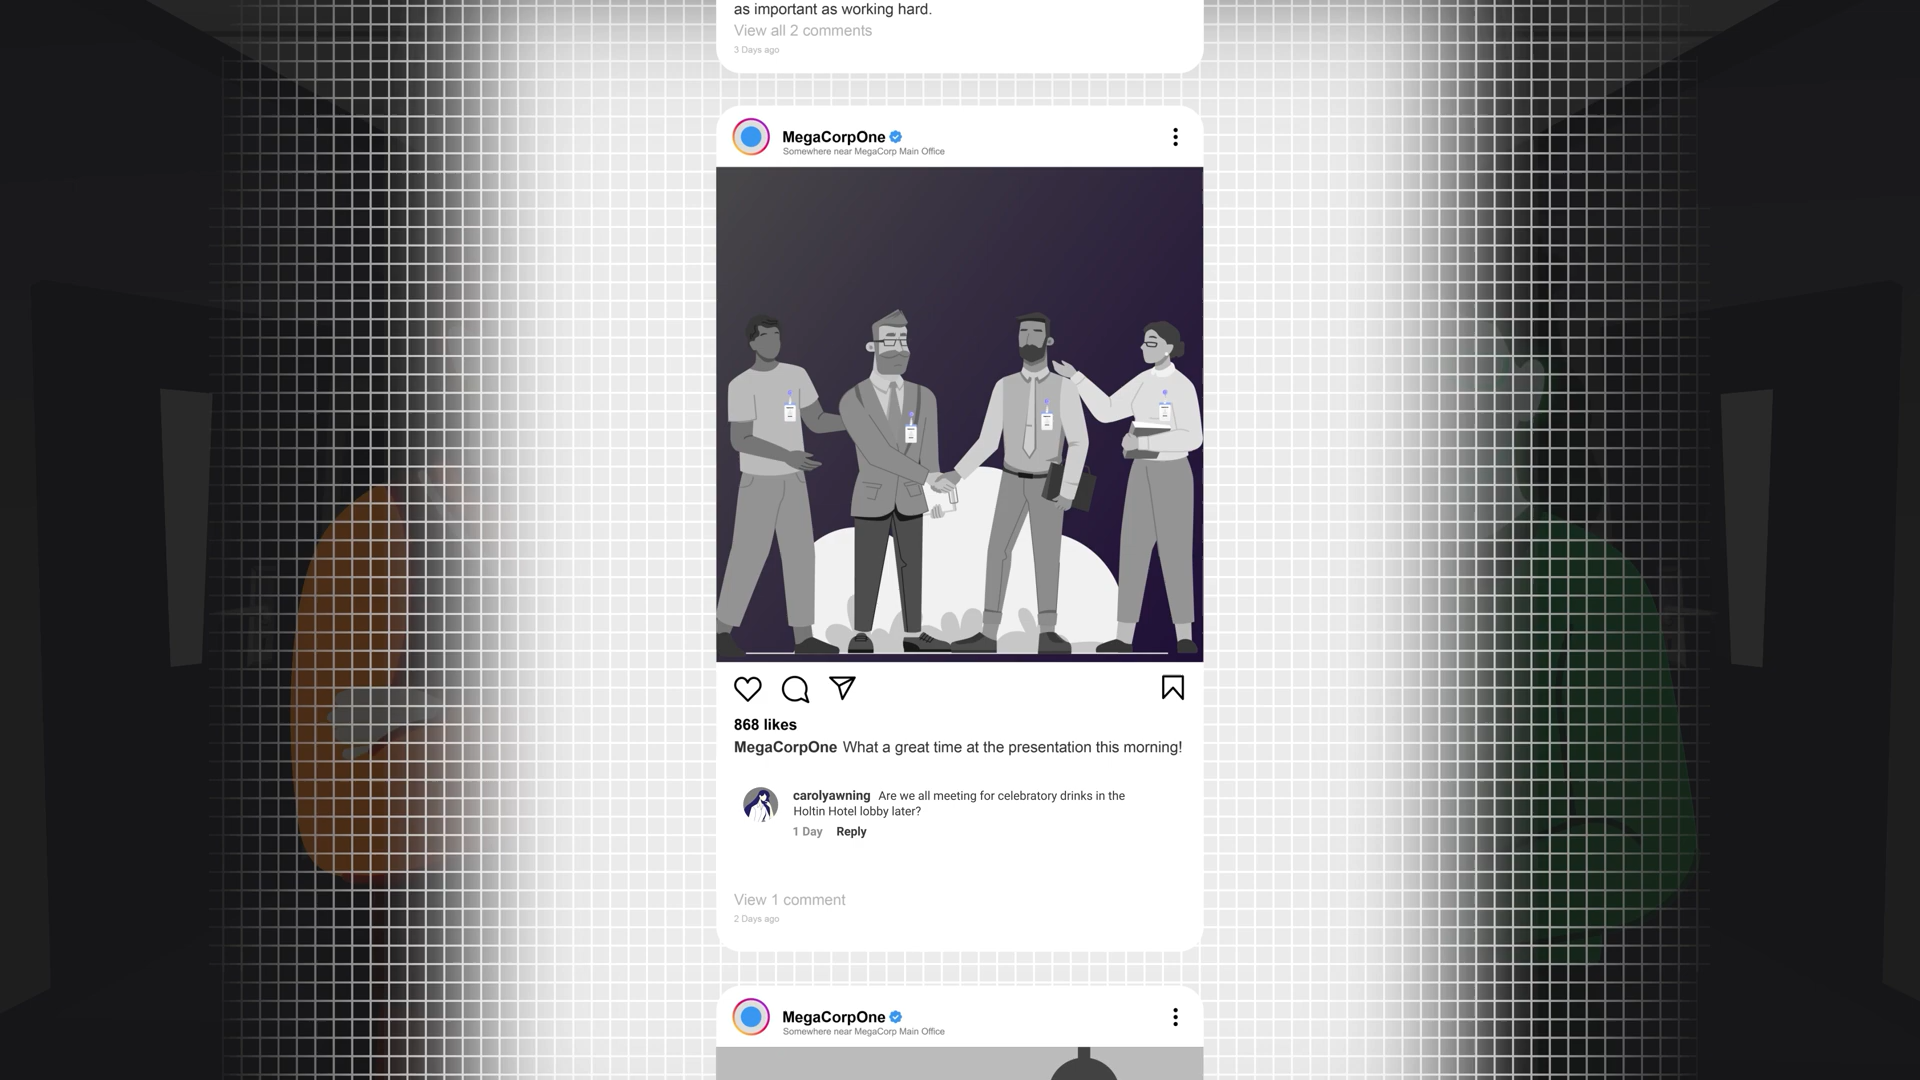 as important as working hard.
View all 2 comments
3 Days ago
MegaCorpOne
Somewhere near MegaCorp Main Office
868 likes
MegaCorpOne What a great time at the presentation this morning!
carolyawning Are we all meeting for celebratory drinks in the
Holtin Hotel lobby later?
1 Day Reply
View 1 comment
2 Days ago
MegaCorpOne
Somewhere near MegaCorp Main Office